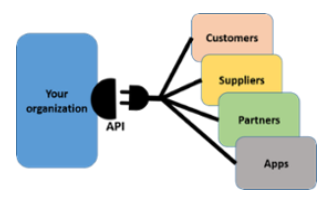 Your
organization
API
Customers
Suppliers
Partners
Apps